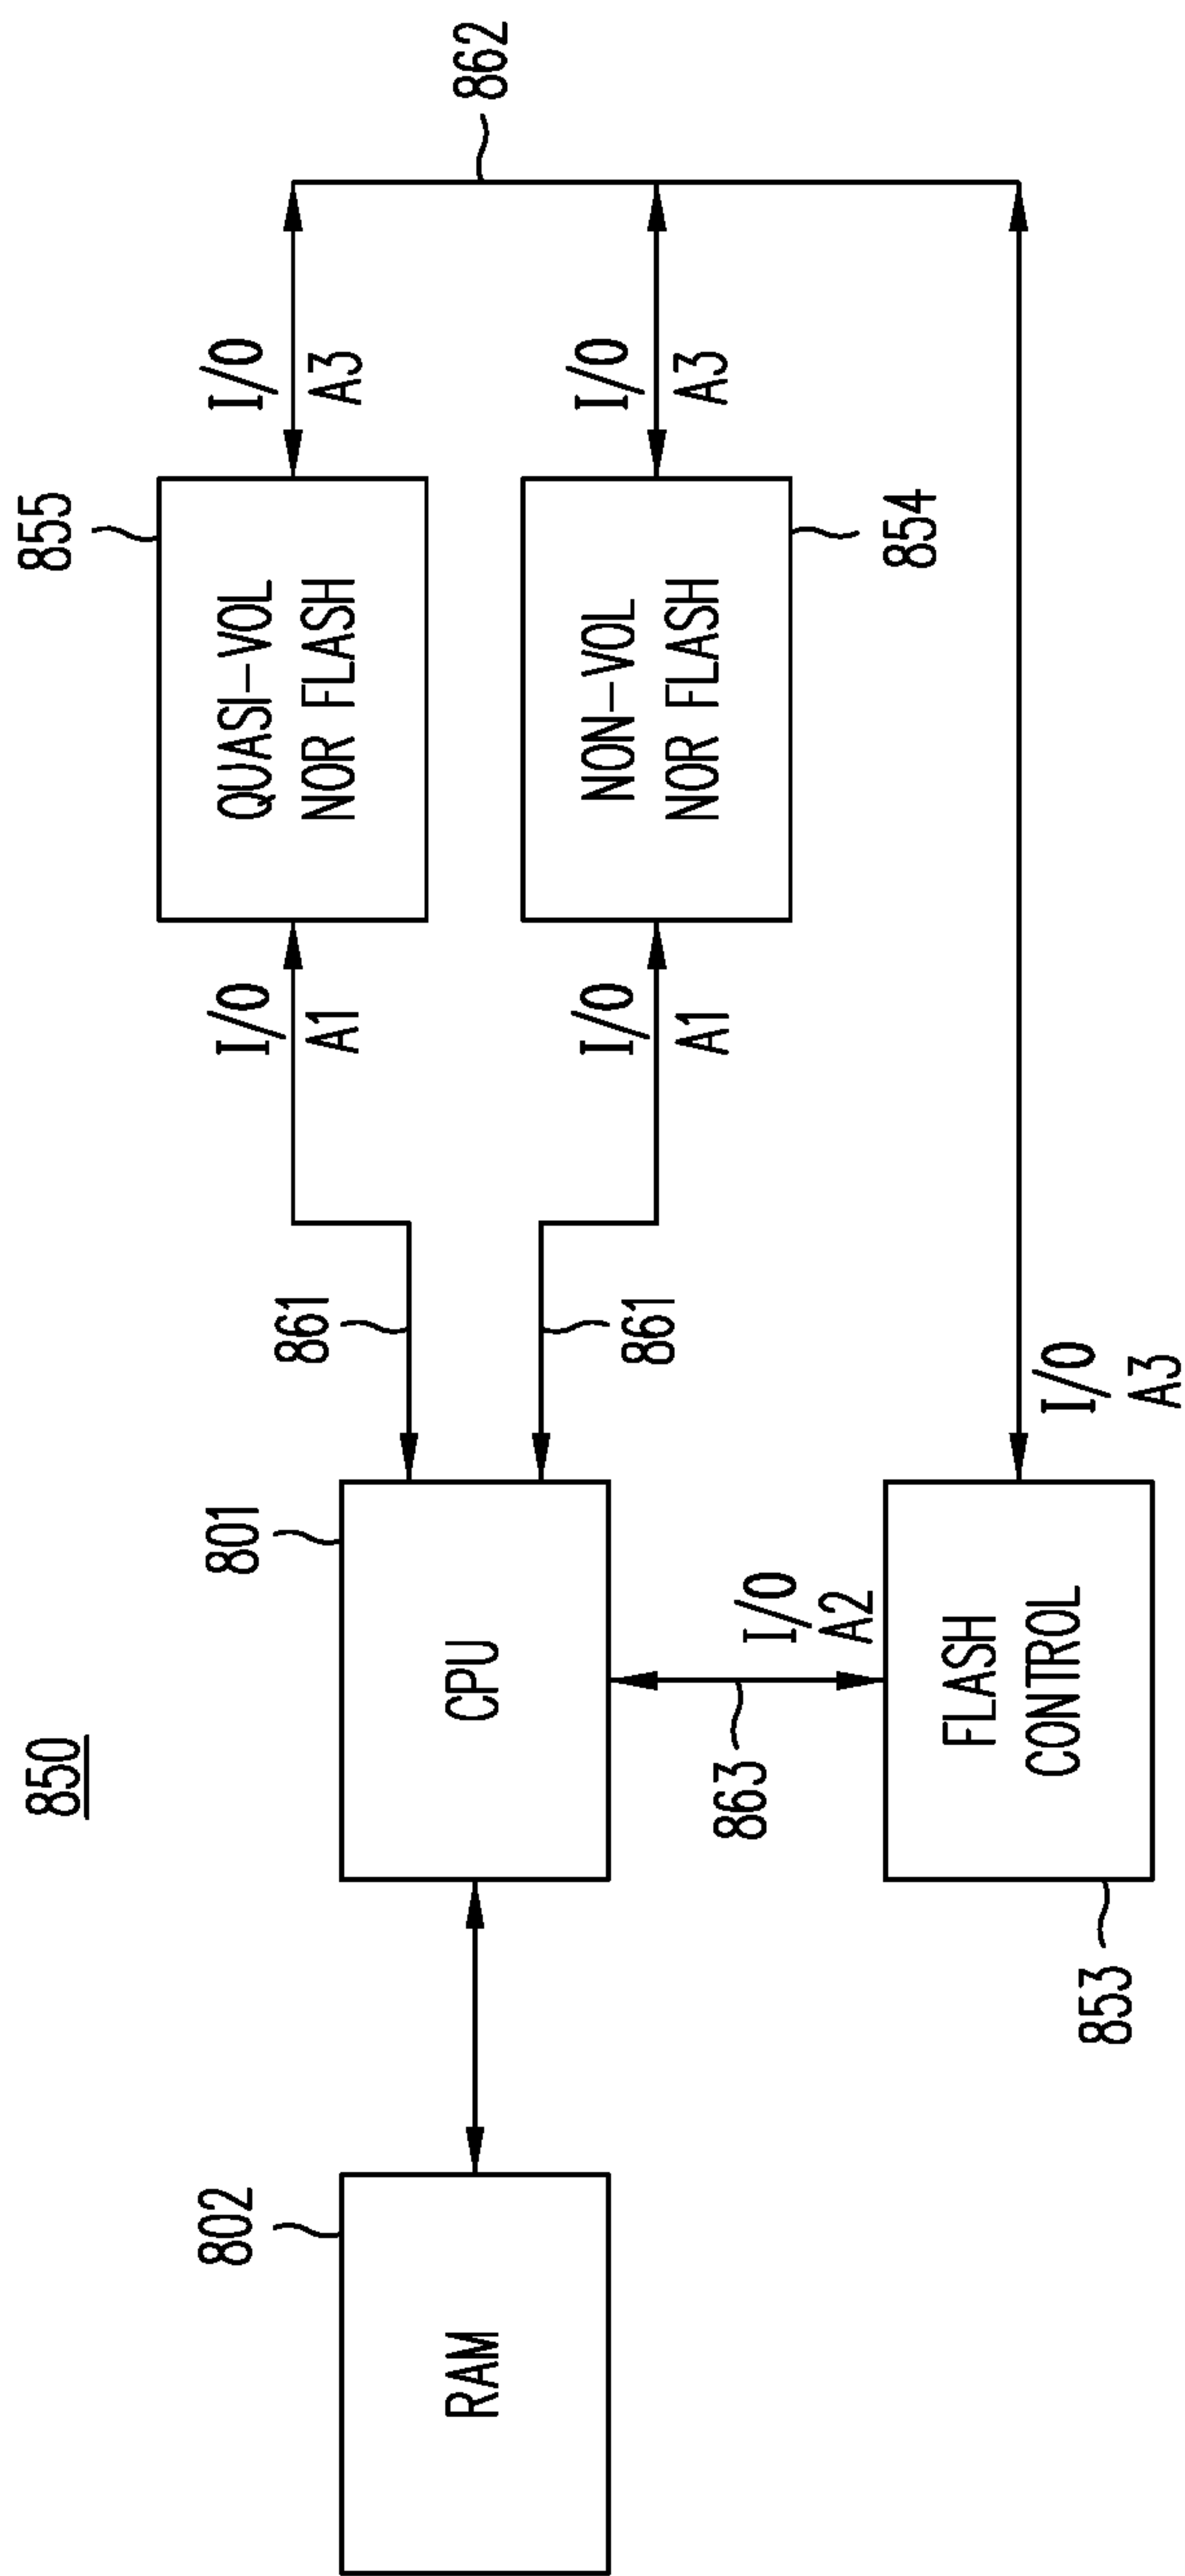 850
802
RAM
801
CPU
863
I/O
A2
853
FLASH
CONTROL
I/O
A3
861
861
I/O
A1
I/O
A1
855
QUASI-VOL
NOR FLASH
854
NON-VOL
NOR FLASH
I/O
A3
I/O
A3
862